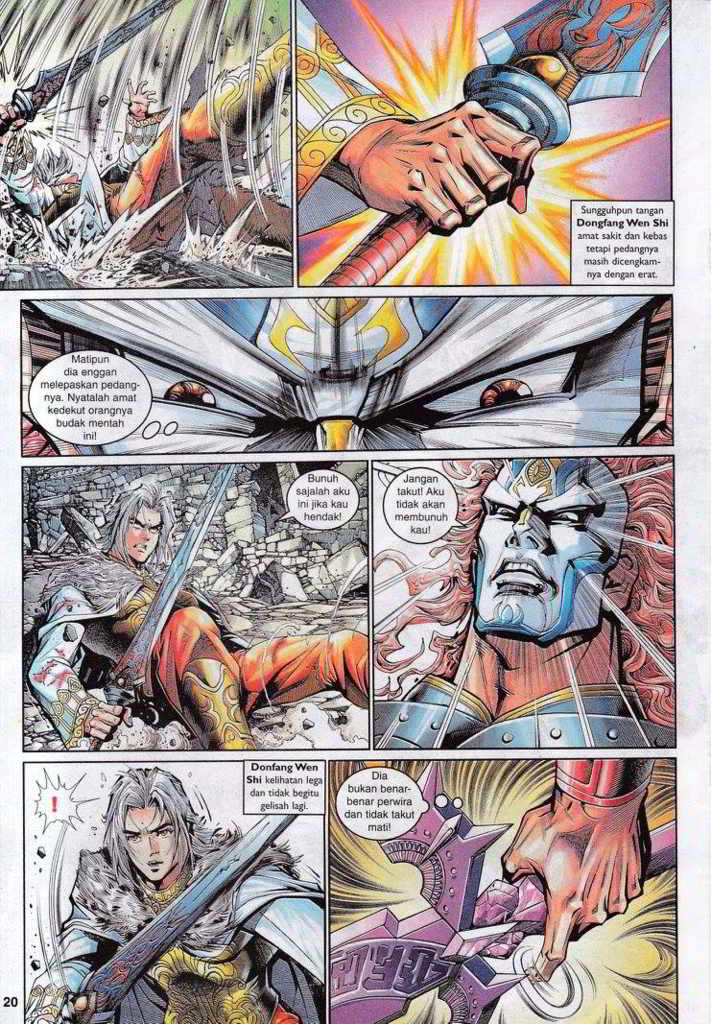 Sungguhpun tangan
Dongfang Wen Shi
amat sakit dan kebas
tetapi pedangnya
masih dicengkam-
nya dengan erat.
Matipun
dia enggan
melepaskan pedang-
nya. Nyatalah amat
kedekut orangnya
budak mentah
ini!
Bunuh
sajalah aku
ini jika kau
hendak!
Jangan
takut! Aku
tidak akan
membunuh
kau!
!
Donfang Wen
Shi kelihatan lega
dan tidak begitu
gelisah lagi.
Dia
bukan benar-
benar perwira
dan tidak takut
mati!
20